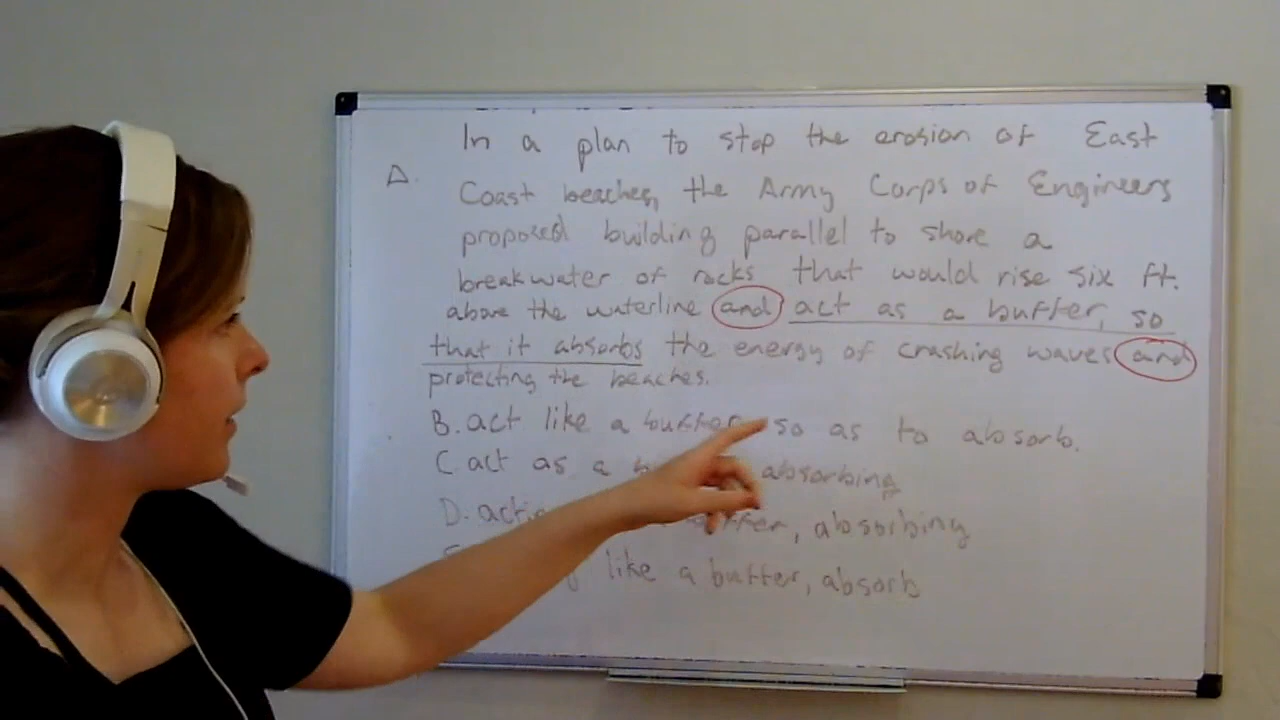 In a plan to stop the erosion of East
A. Coast beaches, the Army Corps of Engineers
proposed building parallel to shore a
breakwater of rocks that would rise six ft.
above the waterline and act as a buffer, so
that it absorbs the energy of crashing waves and
protecting the beaches.
B. act like a buffer so as to absorb.
C. act as a absorbing
D. buffer, absorbing
like a buffer, absorb